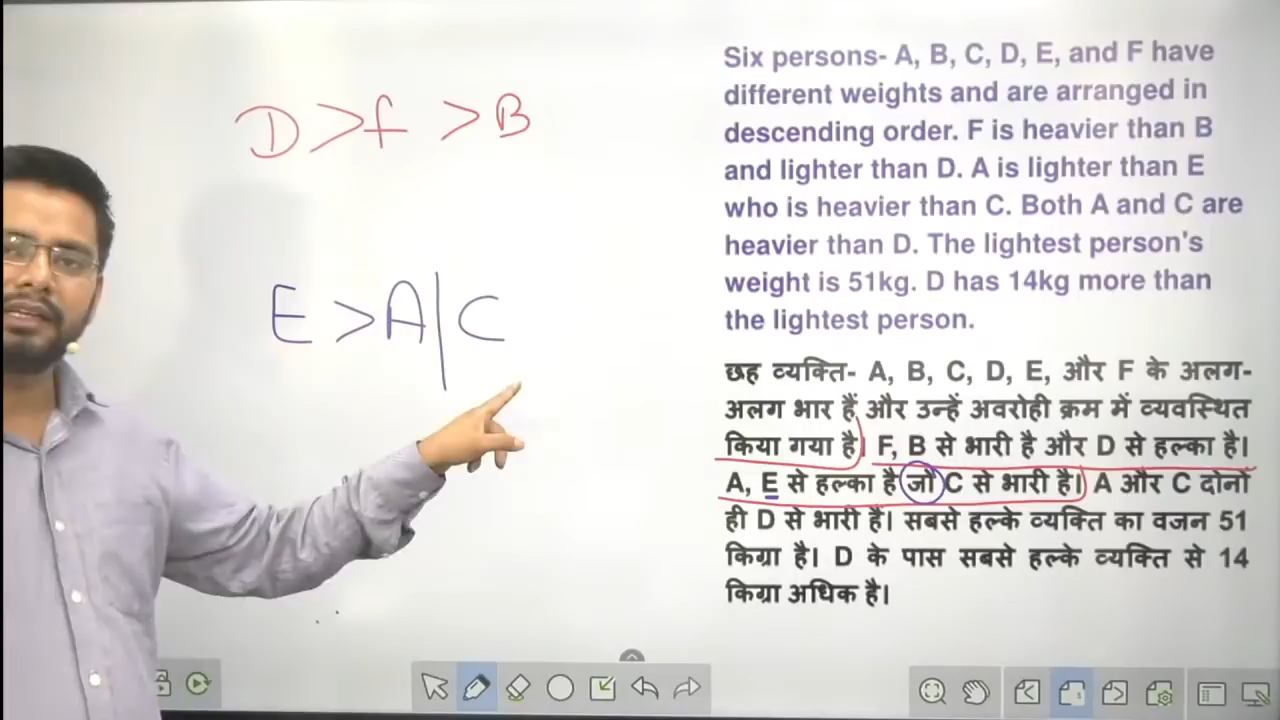 D > f > B
E > A | C
Six persons- A, B, C, D, E, and F have
different weights and are arranged in
descending order. F is heavier than B
and lighter than D. A is lighter than E
who is heavier than C. Both A and C are
heavier than D. The lightest person's
weight is 51kg. D has 14kg more than
the lightest person.
छह व्यक्ति- A, B, C, D, E, और F के अलग-
अलग भार हैं और उन्हें अवरोही क्रम में व्यवस्थित
किया गया है। F, B से भारी है और D से हल्का है।
A, E से हल्का है जो C से भारी है। A और C दोनों
ही D से भारी हैं। सबसे हल्के व्यक्ति का वजन 51
किग्रा है। D के पास सबसे हल्के व्यक्ति से 14
किग्रा अधिक है।